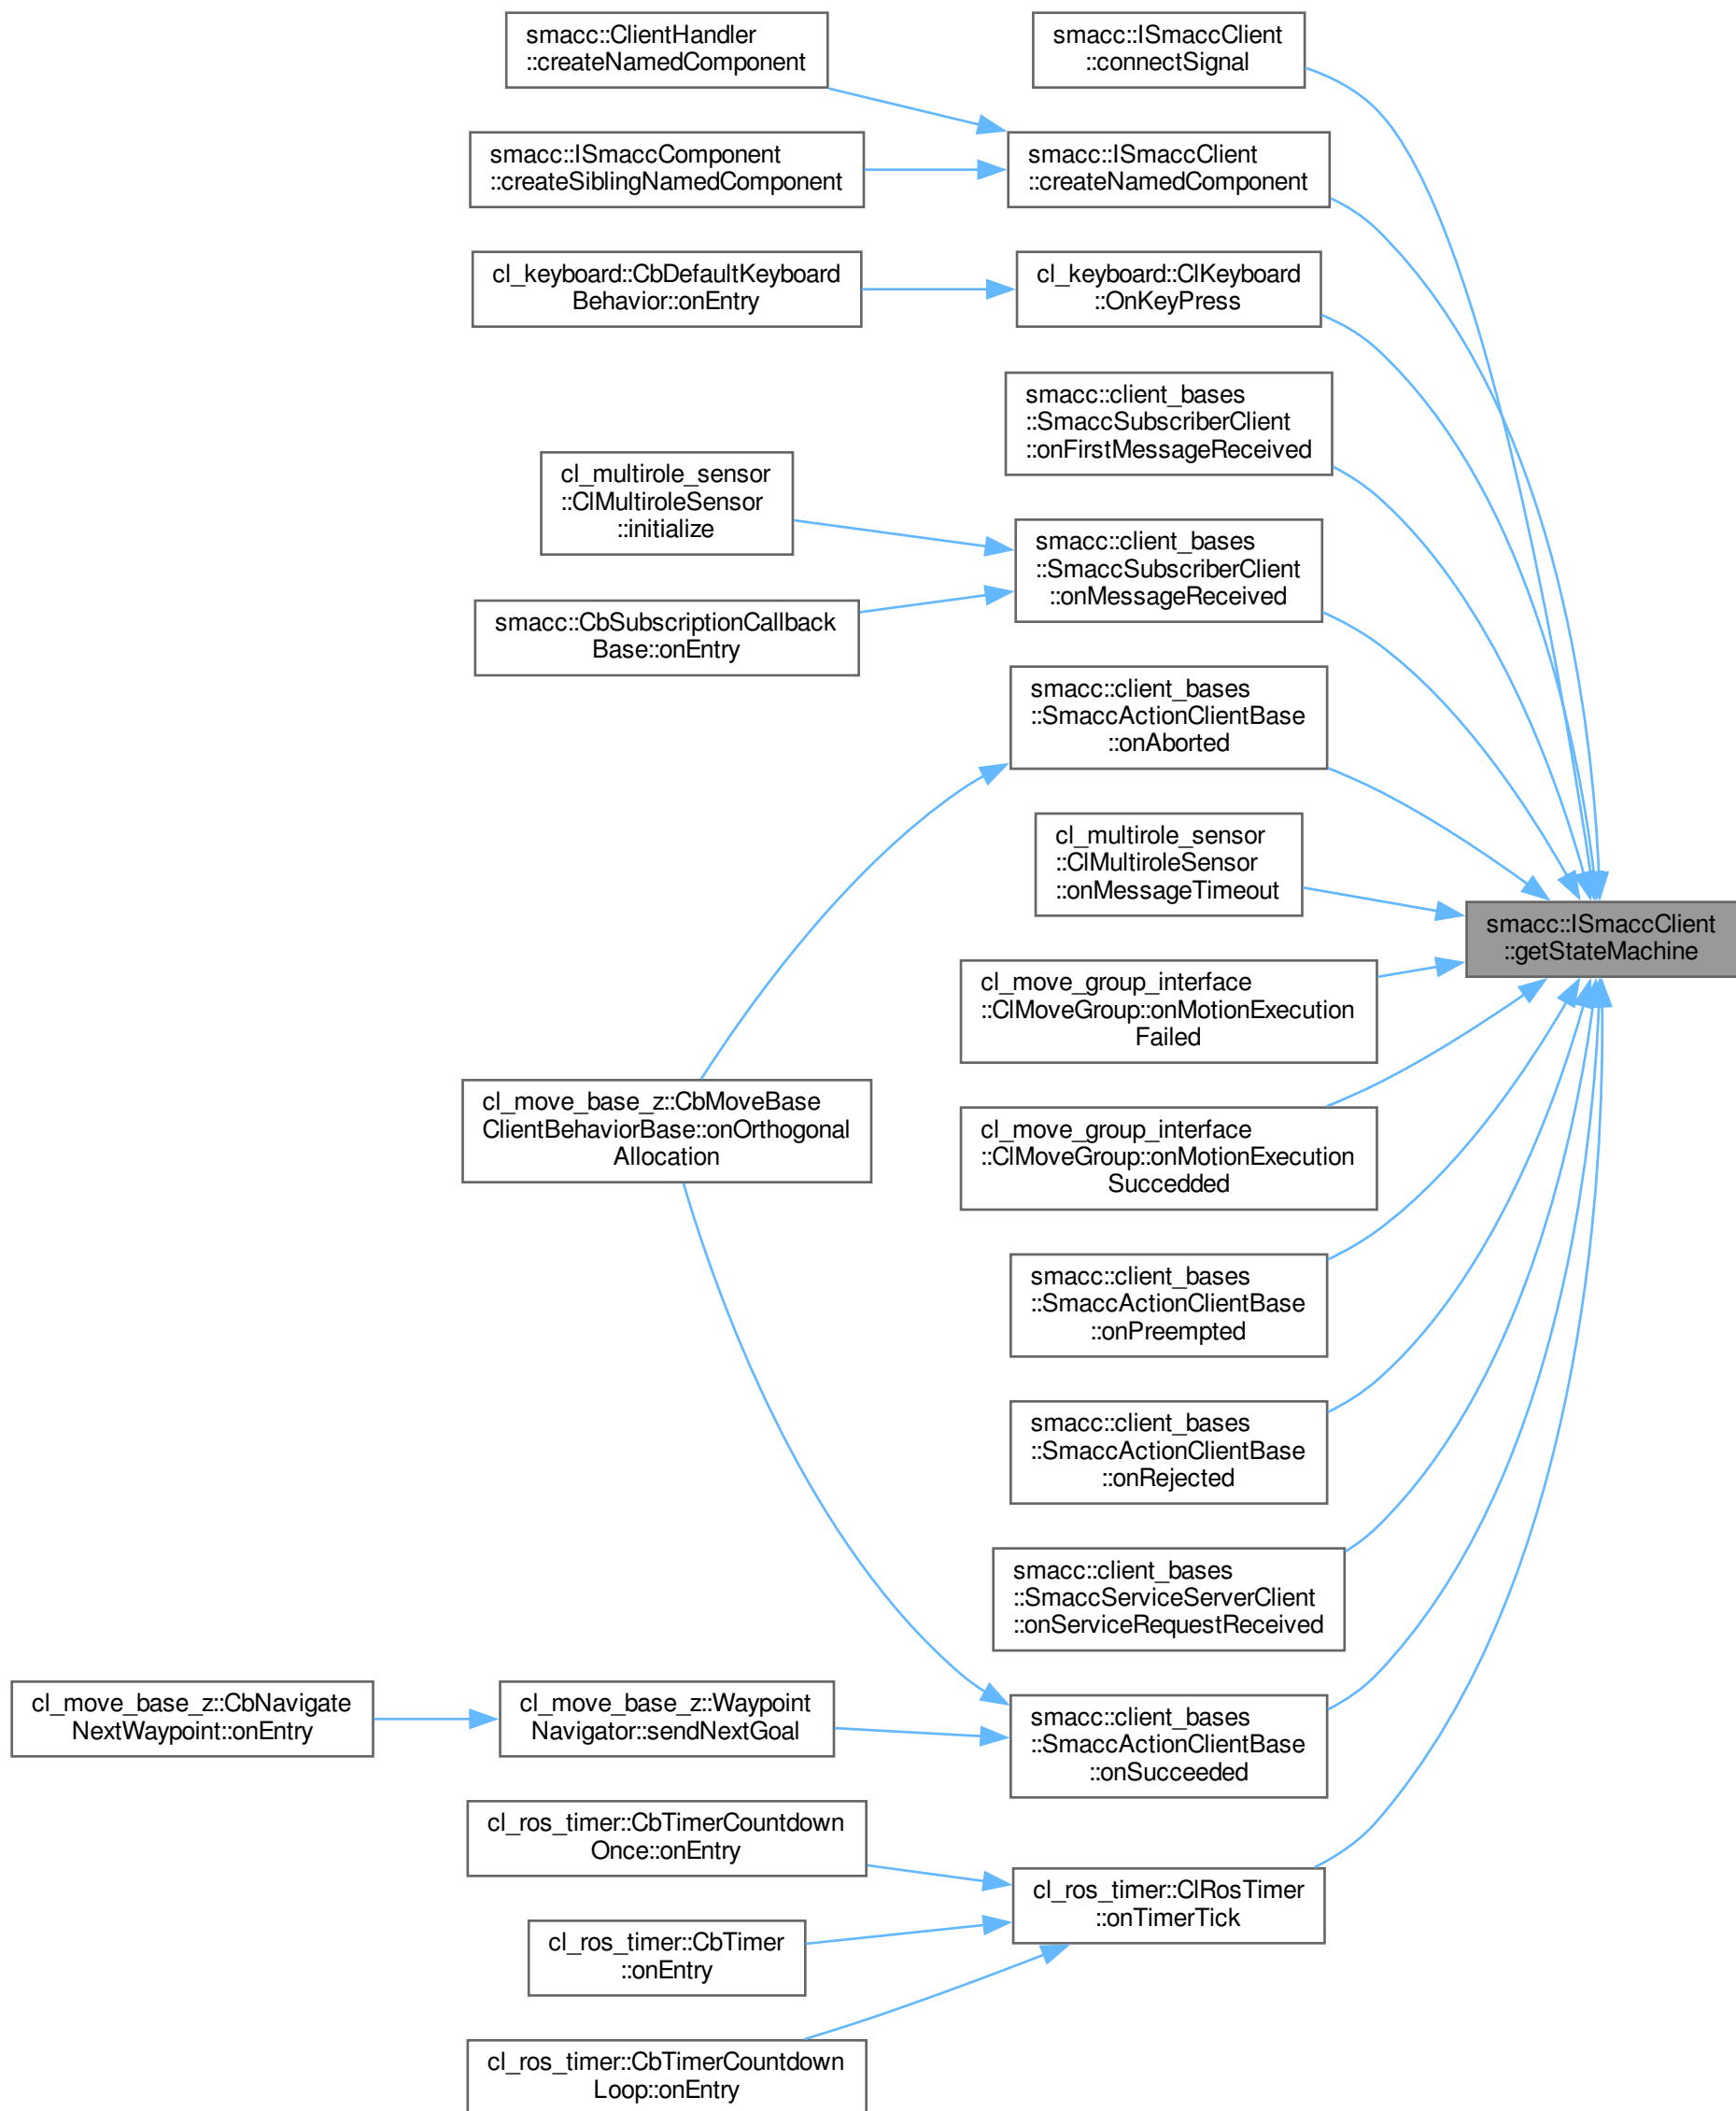 smacc::ClientHandler
::createNamedComponent
smacc::ISmaccClient
::connectSignal
smacc::ISmaccComponent
::createSiblingNamedComponent
smacc::ISmaccClient
::createNamedComponent
cl_keyboard::CbDefaultKeyboard
Behavior::onEntry
cl_keyboard::ClKeyboard
::OnKeyPress
smacc::client_bases
::SmaccSubscriberClient
::onFirstMessageReceived
cl_multirole_sensor
::ClMultiroleSensor
::initialize
smacc::client_bases
::SmaccSubscriberClient
::onMessageReceived
smacc::CbSubscriptionCallback
Base::onEntry
smacc::client_bases
::SmaccActionClientBase
::onAborted
cl_multirole_sensor
::ClMultiroleSensor
::onMessageTimeout
smacc::ISmaccClient
::getStateMachine
cl_move_group_interface
::ClMoveGroup::onMotionExecution
Failed
cl_move_base_z::CbMoveBase
ClientBehaviorBase::onOrthogonal
Allocation
cl_move_group_interface
::ClMoveGroup::onMotionExecution
Succedded
smacc::client_bases
::SmaccActionClientBase
::onPreempted
smacc::client_bases
::SmaccActionClientBase
::onRejected
smacc::client_bases
::SmaccServiceServerClient
::onServiceRequestReceived
cl_move_base_z::CbNavigate
NextWaypoint::onEntry
cl_move_base_z::Waypoint
Navigator::sendNextGoal
smacc::client_bases
::SmaccActionClientBase
::onSucceeded
cl_ros_timer::CbTimerCountdown
Once::onEntry
cl_ros_timer::ClRosTimer
::onTimerTick
cl_ros_timer::CbTimer
::onEntry
cl_ros_timer::CbTimerCountdown
Loop::onEntry